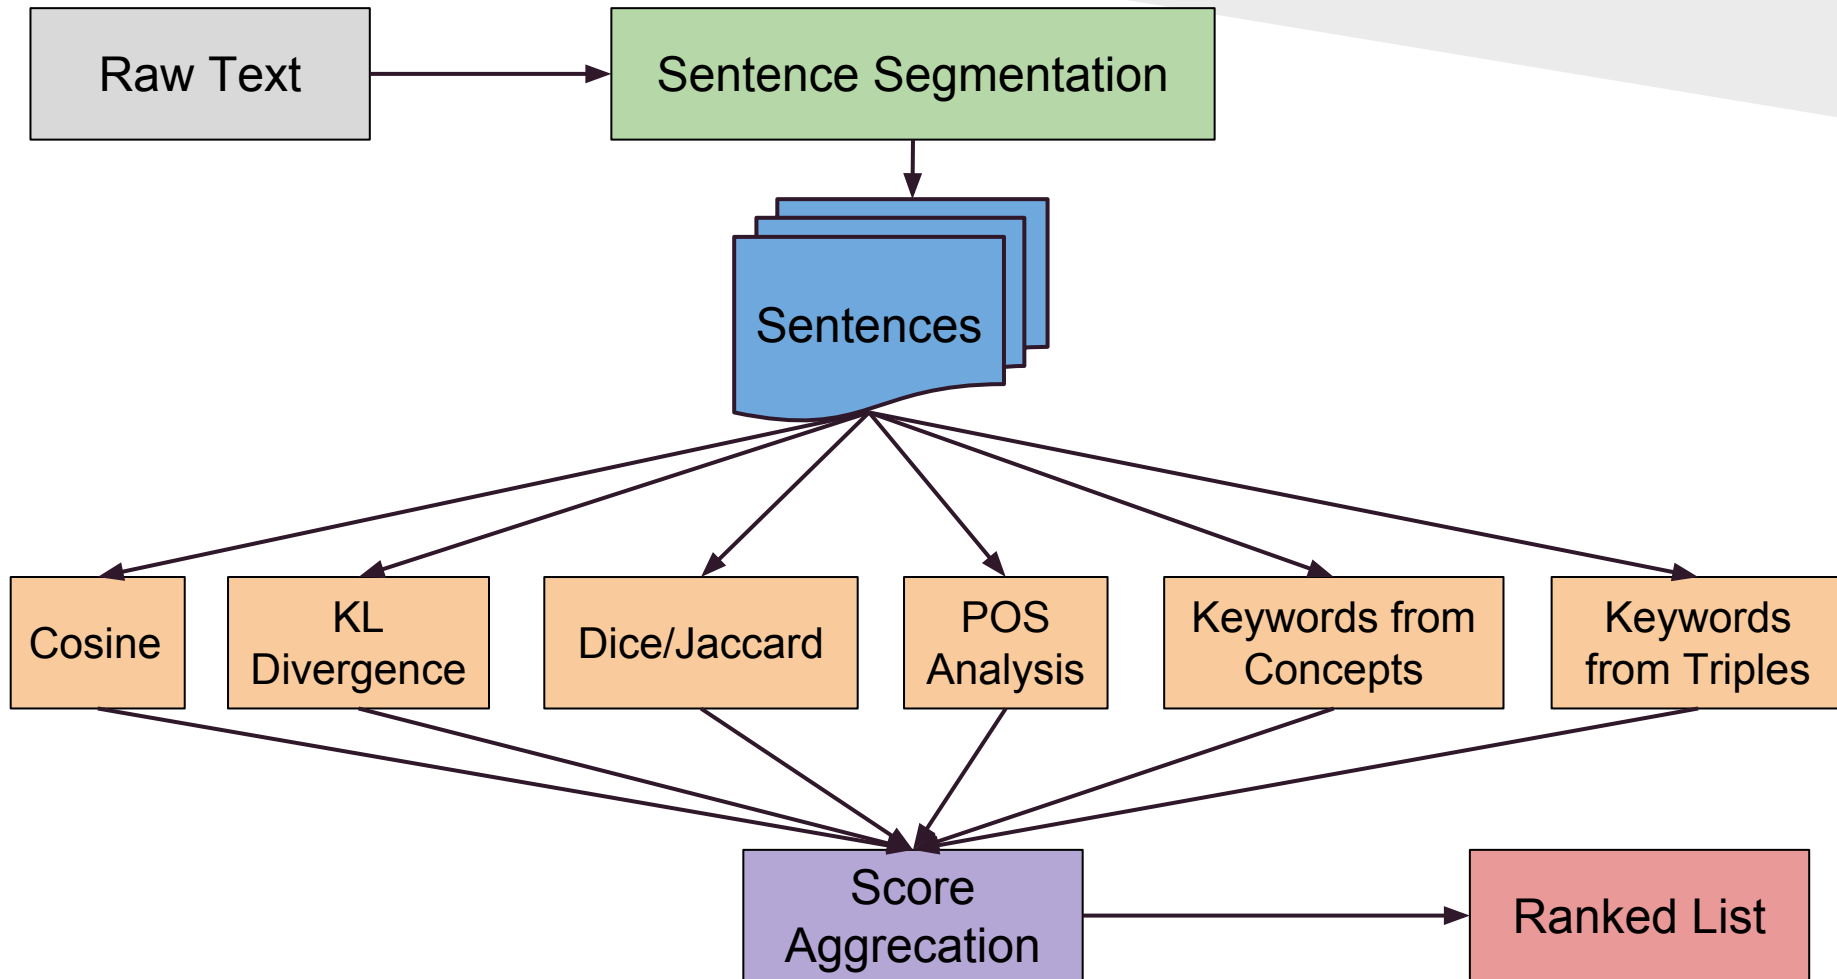 Raw Text
Sentence Segmentation
Sentences
Cosine
KL
Divergence
Dice/Jaccard
POS
Analysis
Keywords from
Concepts
Keywords
from Triples
Score
Aggrecation
Ranked List